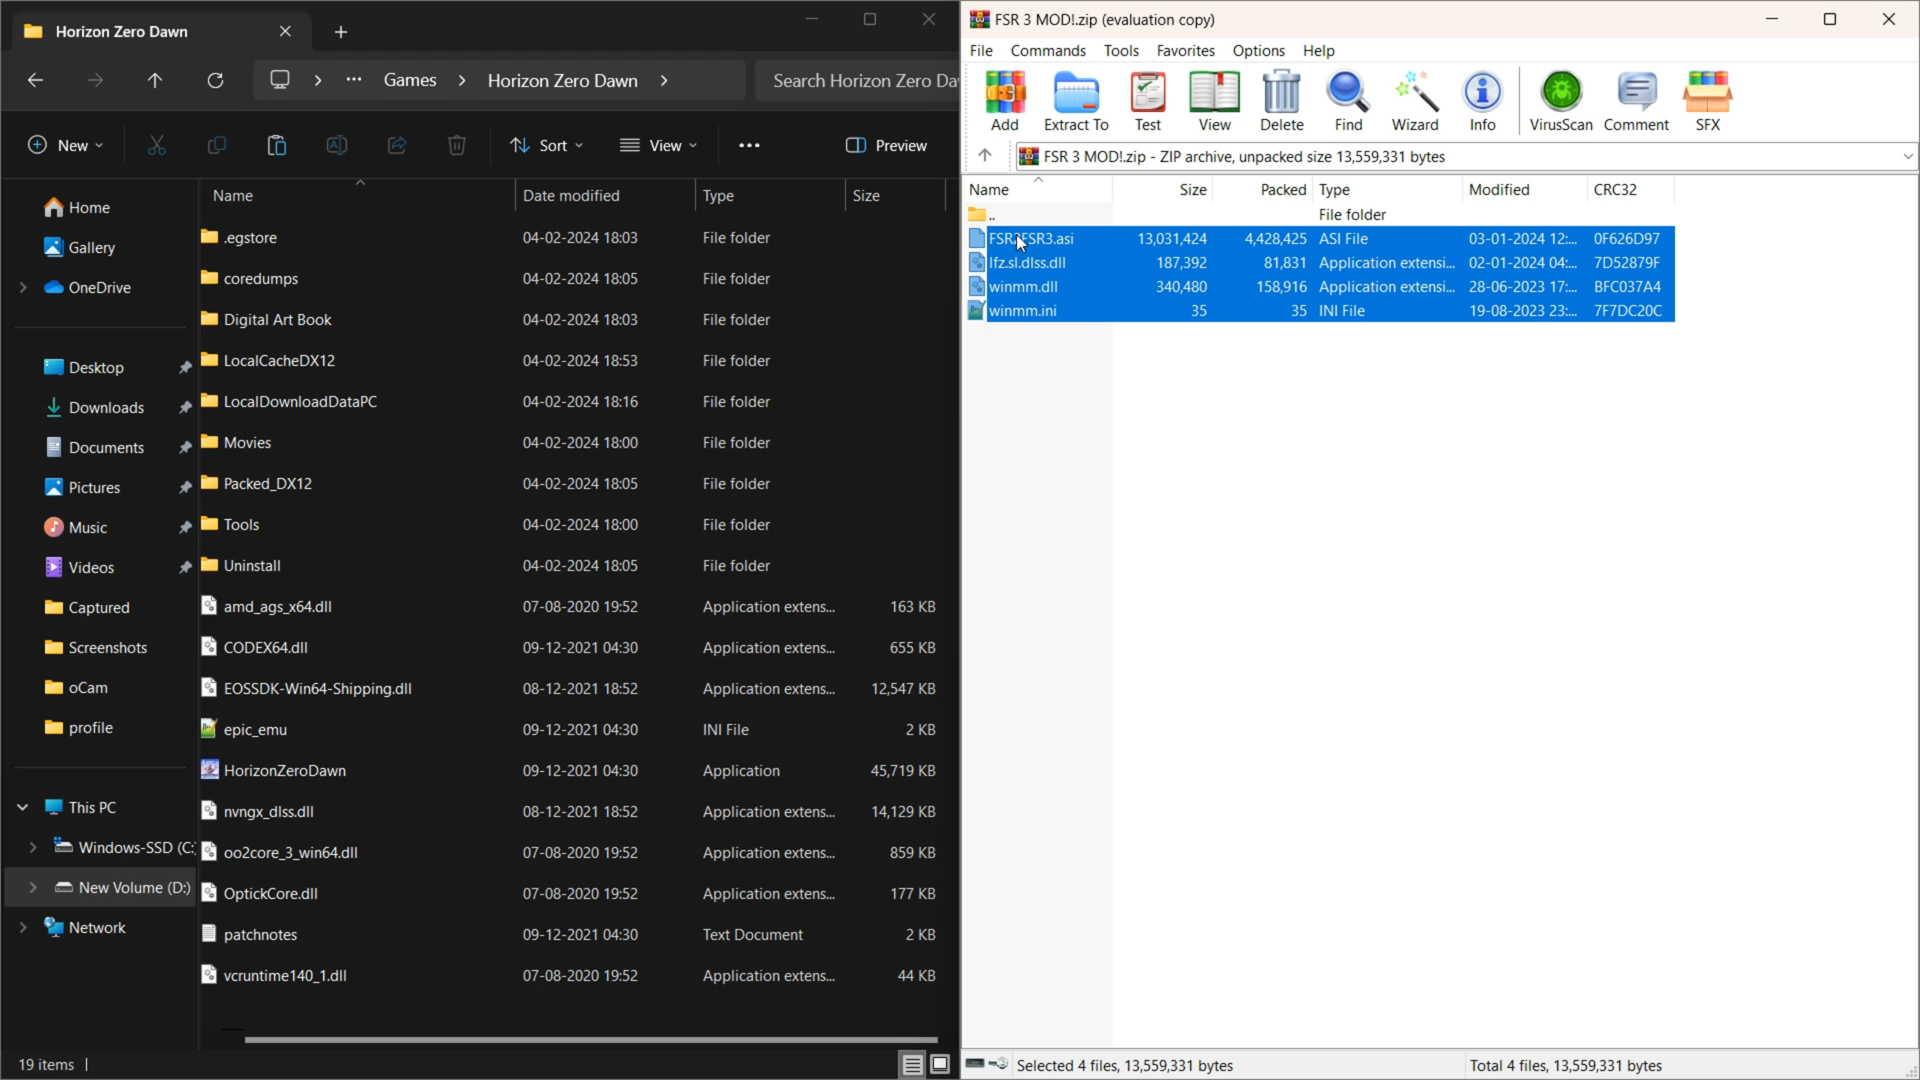 Horizon Zero Dawn
Games > Horizon Zero Dawn >
Search Horizon Zero Da
New
Sort
View
Preview
Name Date modified Type Size
Home
Gallery
OneDrive
Desktop
Downloads
Documents
Pictures
Music
Videos
Captured
Screenshots
oCam
profile
This PC
Windows-SSD (C:
New Volume (D:)
Network
.egstore 04-02-2024 18:03 File folder
coredumps 04-02-2024 18:05 File folder
Digital Art Book 04-02-2024 18:03 File folder
LocalCacheDX12 04-02-2024 18:53 File folder
LocalDownloadDataPC 04-02-2024 18:16 File folder
Movies 04-02-2024 18:00 File folder
Packed_DX12 04-02-2024 18:05 File folder
Tools 04-02-2024 18:00 File folder
Uninstall 04-02-2024 18:05 File folder
amd_ags_x64.dll 07-08-2020 19:52 Application extens... 163 KB
CODEX64.dll 09-12-2021 04:30 Application extens... 655 KB
EOSSDK-Win64-Shipping.dll 08-12-2021 18:52 Application extens... 12,547 KB
epic_emu 09-12-2021 04:30 INI File 2 KB
HorizonZeroDawn 09-12-2021 04:30 Application 45,719 KB
nvngx_dlss.dll 08-12-2021 18:52 Application extens... 14,129 KB
oo2core_3_win64.dll 07-08-2020 19:52 Application extens... 859 KB
OptickCore.dll 07-08-2020 19:52 Application extens... 177 KB
patchnotes 09-12-2021 04:30 Text Document 2 KB
vcruntime140_1.dll 07-08-2020 19:52 Application extens... 44 KB
19 items
FSR 3 MOD!.zip (evaluation copy)
File Commands Tools Favorites Options Help
Add Extract To Test View Delete Find Wizard Info VirusScan Comment SFX
FSR 3 MOD!.zip - ZIP archive, unpacked size 13,559,331 bytes
Name Size Packed Type Modified CRC32
.. File folder
FSR2FSR3.asi 13,031,424 4,428,425 ASI File 03-01-2024 12:... 0F626D97
lfz.sl.dlss.dll 187,392 81,831 Application extensi... 02-01-2024 04:... 7D52879F
winmm.dll 340,480 158,916 Application extensi... 28-06-2023 17:... BFC037A4
winmm.ini 35 35 INI File 19-08-2023 23:... 7F7DC20C
Selected 4 files, 13,559,331 bytes
Total 4 files, 13,559,331 bytes